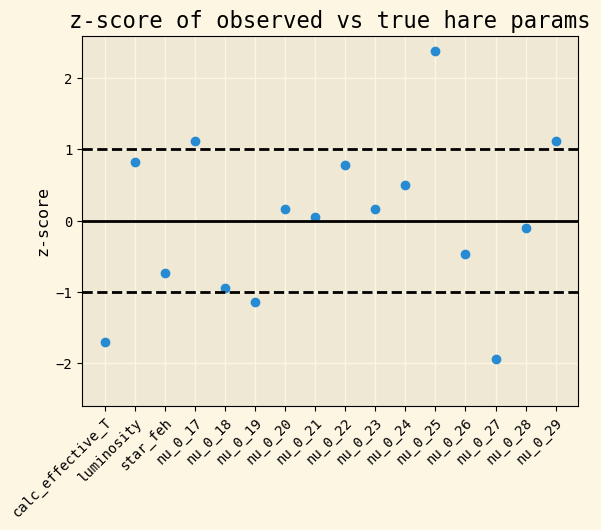 z-score of observed vs true hare params
z-score
2
1
0
−1
−2
calc_effective_T
luminosity
star_feh
nu_0_17
nu_0_18
nu_0_19
nu_0_20
nu_0_21
nu_0_22
nu_0_23
nu_0_24
nu_0_25
nu_0_26
nu_0_27
nu_0_28
nu_0_29